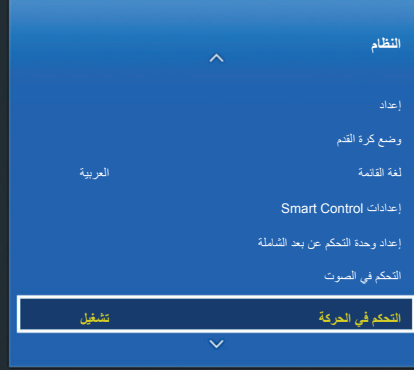 النظام
إعداد
وضع كرة القدم
لغة القائمة العربية
إعدادات Smart Control
إعداد وحدة التحكم عن بعد الشاملة
التحكم في الصوت
التحكم في الحركة تشغيل